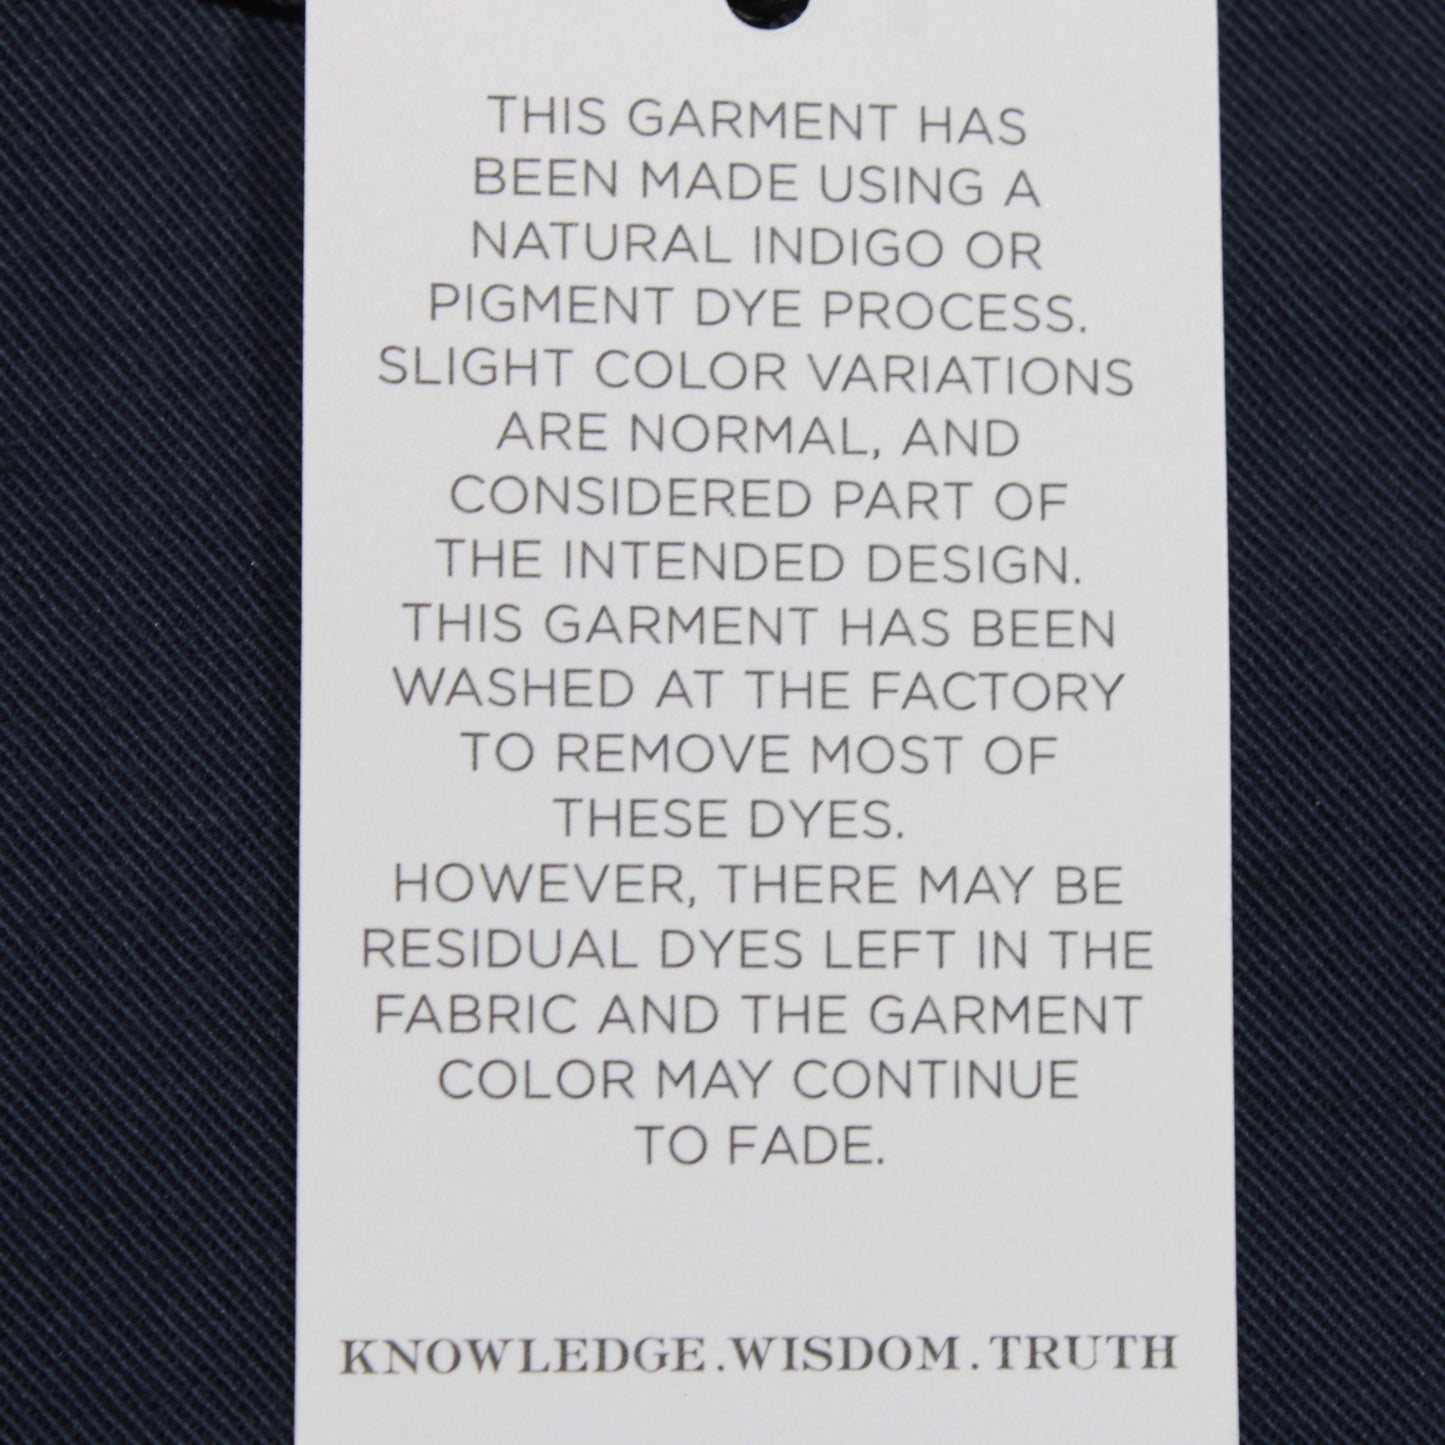 THIS GARMENT HAS
BEEN MADE USING A
NATURAL INDIGO OR
PIGMENT DYE PROCESS.
SLIGHT COLOR VARIATIONS
ARE NORMAL, AND
CONSIDERED PART OF
THE INTENDED DESIGN.
THIS GARMENT HAS BEEN
WASHED AT THE FACTORY
TO REMOVE MOST OF
THESE DYES.
HOWEVER, THERE MAY BE
RESIDUAL DYES LEFT IN THE
FABRIC AND THE GARMENT
COLOR MAY CONTINUE
TO FADE.
KNOWLEDGE.WISDOM.TRUTH